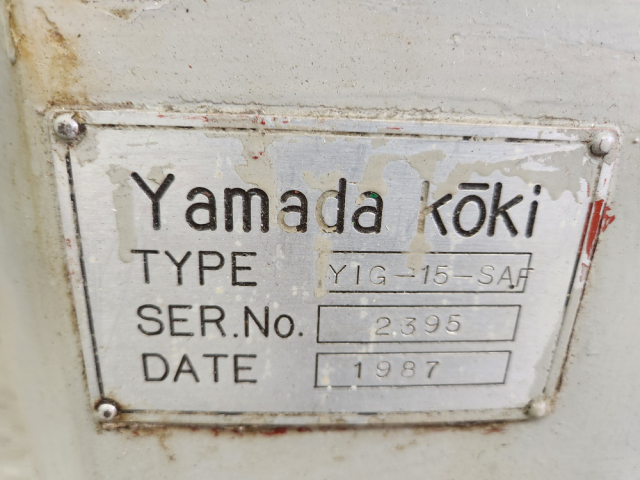 Yamada kōki
TYPE YIG-15-SAF
SER.No. 2395
DATE 1987